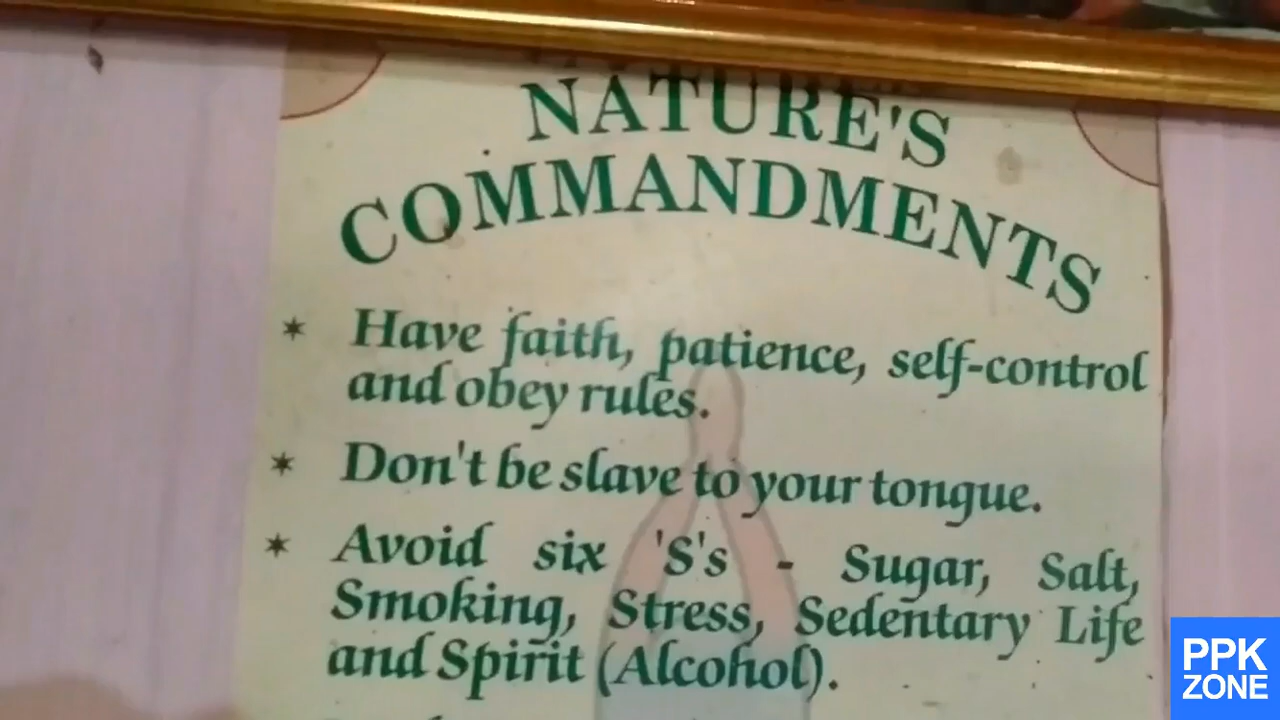 NATURE'S
COMMANDMENTS
* Have faith, patience, self-control
and obey rules.
* Don't be slave to your tongue.
* Avoid six 'S's - Sugar, Salt,
Smoking, Stress, Sedentary Life
and Spirit (Alcohol).
PPK
ZONE